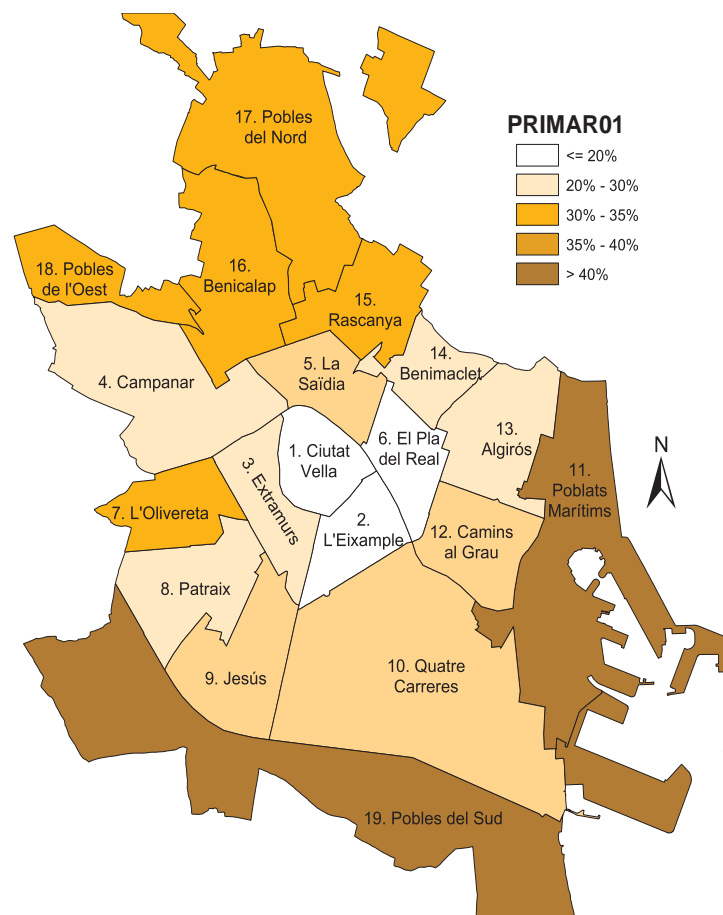 17. Pobles
del Nord
PRIMAR01
<= 20%
20% - 30%
30% - 35%
35% - 40%
> 40%
18. Pobles
de l'Oest
16.
Benicalap
15.
Rascanya
14.
Benimaclet
5. La
Saïdia
4. Campanar
6. El Pla
del Real
13.
Algirós
1. Ciutat
Vella
3. Extramurs
11.
Poblats
Marítims
N
7. L'Olivereta
2.
L'Eixample
12. Camins
al Grau
8. Patraix
9. Jesús
10. Quatre
Carreres
19. Pobles del Sud